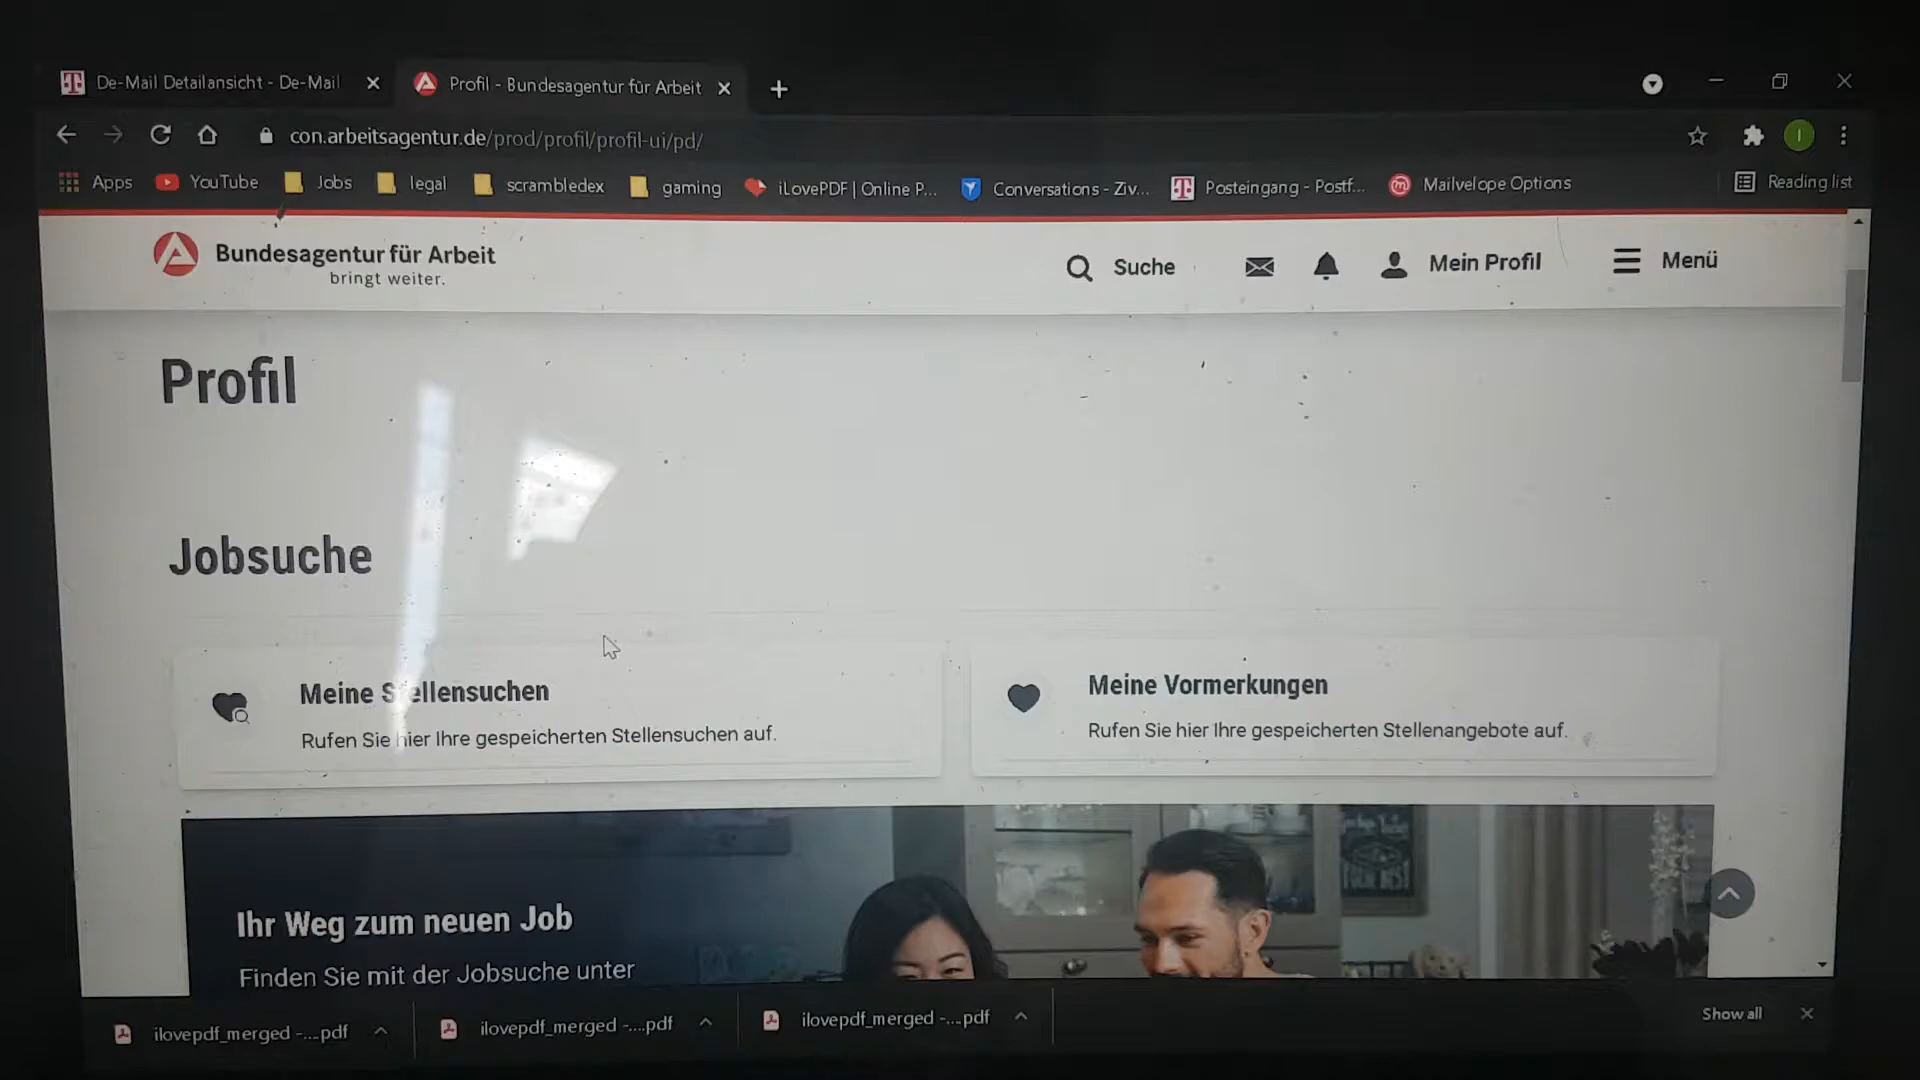 De-Mail Detailansicht - De-Mail
Profil - Bundesagentur für Arbeit
con.arbeitsagentur.de/prod/profil/profil-ui/pd/
I
Apps YouTube Jobs legal scrambledex gaming iLovePDF | Online P... Conversations - Ziv... Posteingang - Postf... Mailvelope Options Reading list
Bundesagentur für Arbeit
bringt weiter.
Suche Mein Profil Menü
Profil
Jobsuche
Meine Stellensuchen
Rufen Sie hier Ihre gespeicherten Stellensuchen auf.
Meine Vormerkungen
Rufen Sie hier Ihre gespeicherten Stellenangebote auf.
Ihr Weg zum neuen Job
Finden Sie mit der Jobsuche unter
ilovepdf_merged -....pdf ilovepdf_merged -....pdf ilovepdf_merged -....pdf Show all